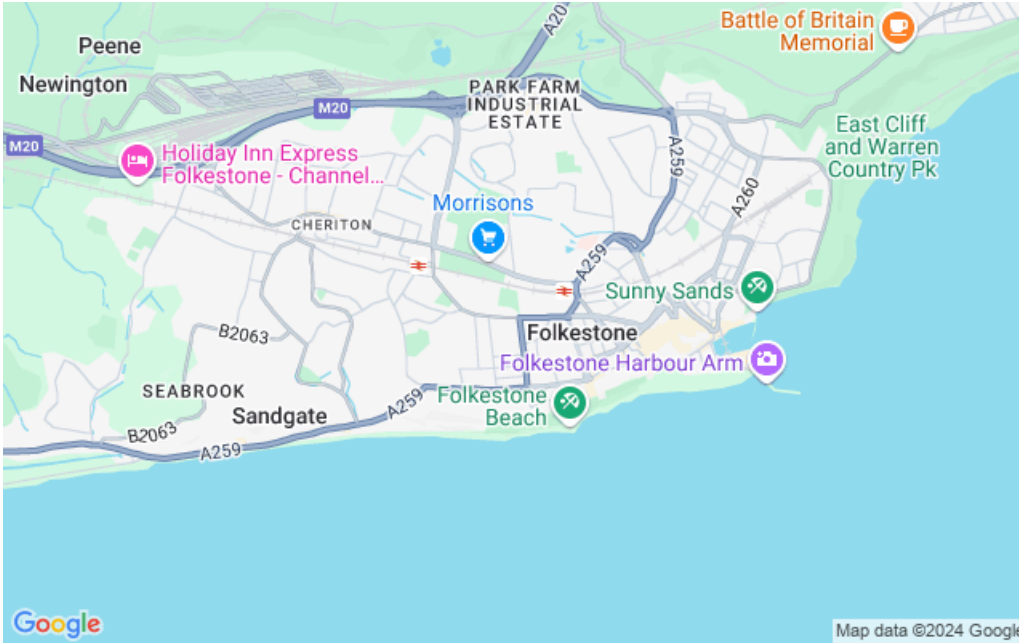 Peene
Newington
M20
M20
A20
Battle of Britain
Memorial
PARK FARM
INDUSTRIAL
ESTATE
East Cliff
and Warren
Country Pk
Holiday Inn Express
Folkestone - Channel...
A259
A260
Morrisons
CHERITON
A259
Sunny Sands
B2063
Folkestone
Folkestone Harbour Arm
SEABROOK
Sandgate
A259
Folkestone
Beach
B2063
A259
Google
Map data ©2024 Google